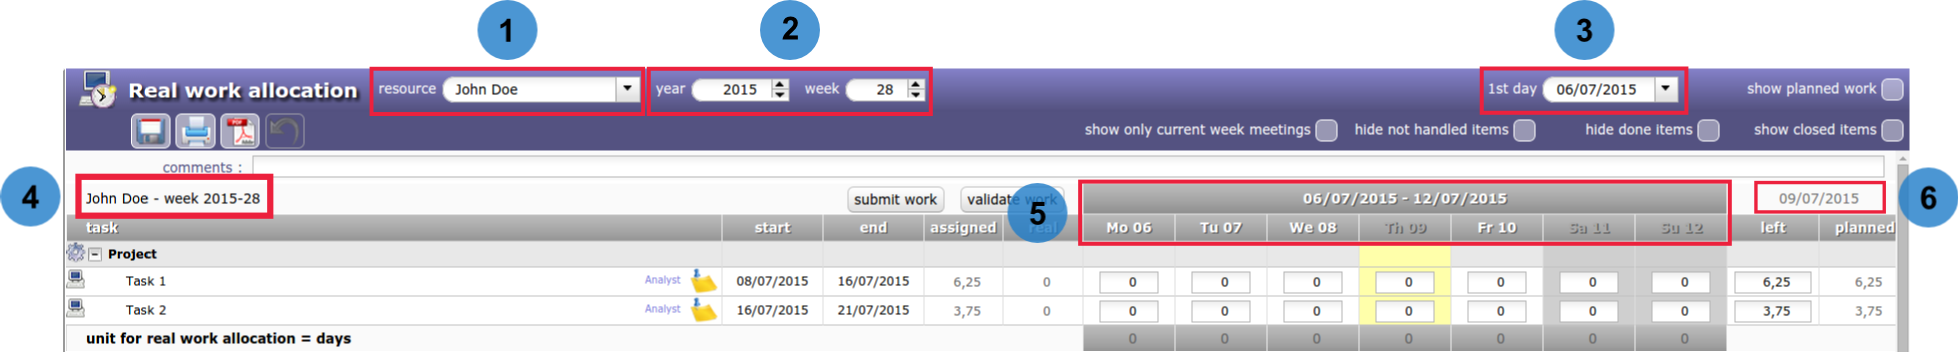 1 2 3
Real work allocation resource John Doe year 2015 week 28 1st day 06/07/2015 show planned work
PDF show only current week meetings hide not handled items hide done items show closed items
comments :
4 John Doe - week 2015-28 submit work validate work 5 06/07/2015 - 12/07/2015 09/07/2015 6
task start end assigned real Mo 06 Tu 07 We 08 Th 09 Fr 10 Sa 11 Su 12 left planned
Project
Task 1 Analyst 08/07/2015 16/07/2015 6,25 0 0 0 0 0 0 0 0 6,25 6,25
Task 2 Analyst 16/07/2015 21/07/2015 3,75 0 0 0 0 0 0 0 0 3,75 3,75
unit for real work allocation = days 0 0 0 0 0 0 0